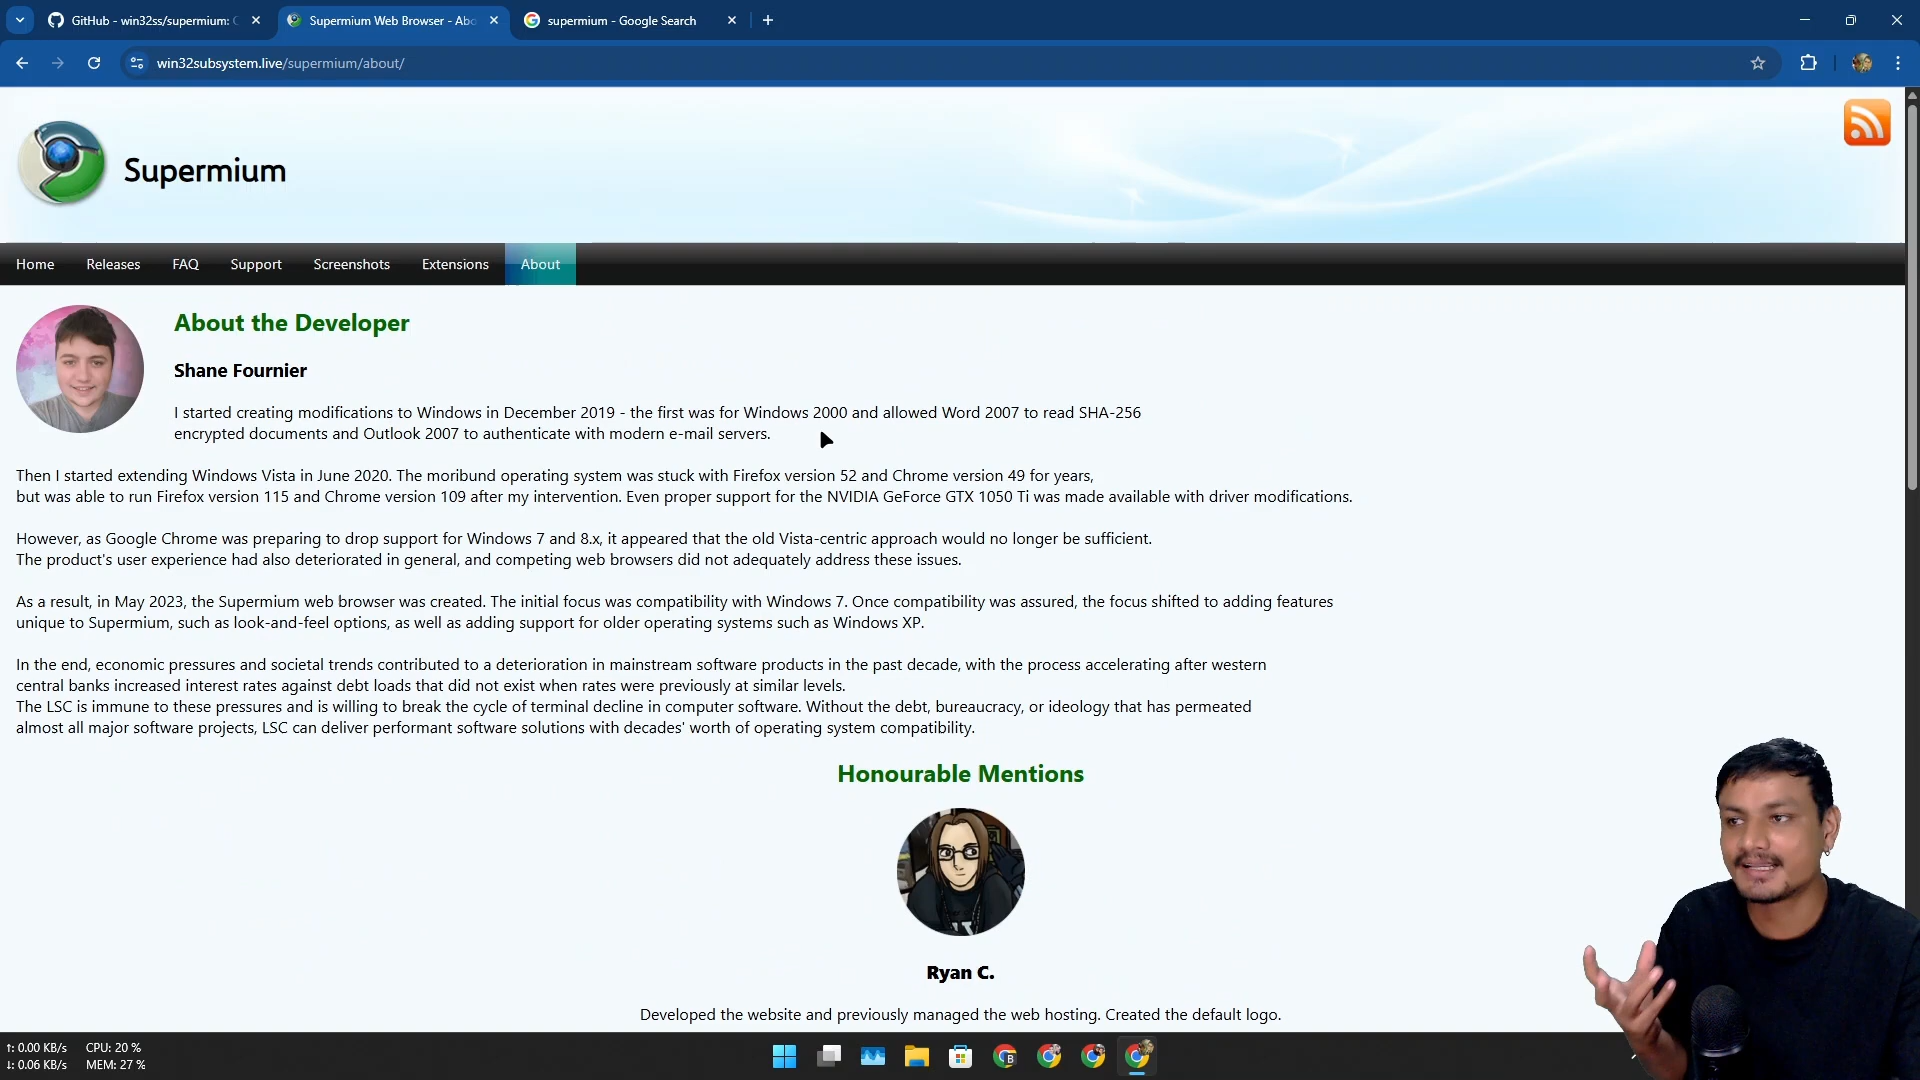 GitHub - win32ss/supermium: C
Supermium Web Browser - Abo
supermium - Google Search
win32subsystem.live/supermium/about/
Supermium
Home
Releases
FAQ
Support
Screenshots
Extensions
About
About the Developer
Shane Fournier
I started creating modifications to Windows in December 2019 - the first was for Windows 2000 and allowed Word 2007 to read SHA-256
encrypted documents and Outlook 2007 to authenticate with modern e-mail servers.
Then I started extending Windows Vista in June 2020. The moribund operating system was stuck with Firefox version 52 and Chrome version 49 for years,
but was able to run Firefox version 115 and Chrome version 109 after my intervention. Even proper support for the NVIDIA GeForce GTX 1050 Ti was made available with driver modifications.
However, as Google Chrome was preparing to drop support for Windows 7 and 8.x, it appeared that the old Vista-centric approach would no longer be sufficient.
The product's user experience had also deteriorated in general, and competing web browsers did not adequately address these issues.
As a result, in May 2023, the Supermium web browser was created. The initial focus was compatibility with Windows 7. Once compatibility was assured, the focus shifted to adding features
unique to Supermium, such as look-and-feel options, as well as adding support for older operating systems such as Windows XP.
In the end, economic pressures and societal trends contributed to a deterioration in mainstream software products in the past decade, with the process accelerating after western
central banks increased interest rates against debt loads that did not exist when rates were previously at similar levels.
The LSC is immune to these pressures and is willing to break the cycle of terminal decline in computer software. Without the debt, bureaucracy, or ideology that has permeated
almost all major software projects, LSC can deliver performant software solutions with decades' worth of operating system compatibility.
Honourable Mentions
Ryan C.
Developed the website and previously managed the web hosting. Created the default logo.
↑: 0.00 KB/s CPU: 20 %
↓: 0.06 KB/s MEM: 27 %